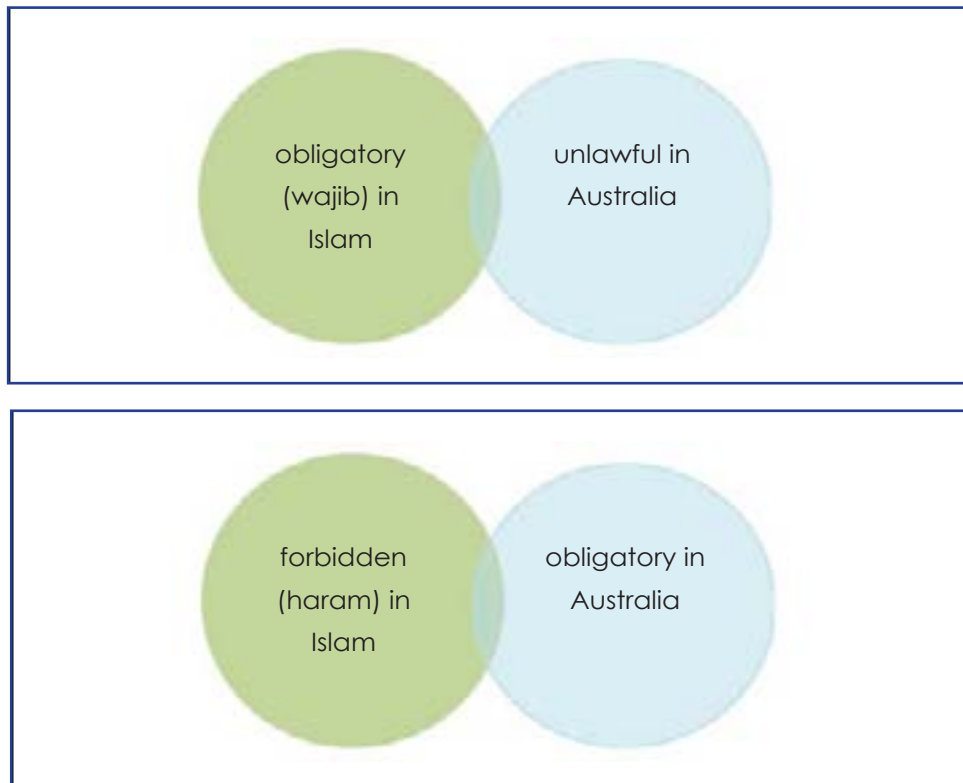 obligatory
(wajib) in
Islam
unlawful in
Australia
forbidden
(haram) in
Islam
obligatory in
Australia